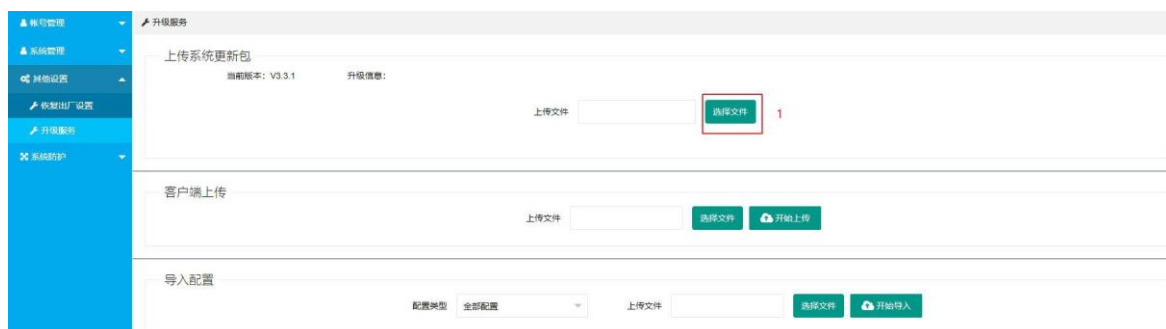 帐号管理
升级服务
系统管理
上传系统更新包
其他设置
当前版本：V3.3.1 升级信息：
恢复出厂设置
上传文件 选择文件 1
升级服务
系统防护
客户端上传
上传文件 选择文件 开始上传
导入配置
配置类型 全部配置 上传文件 选择文件 开始导入